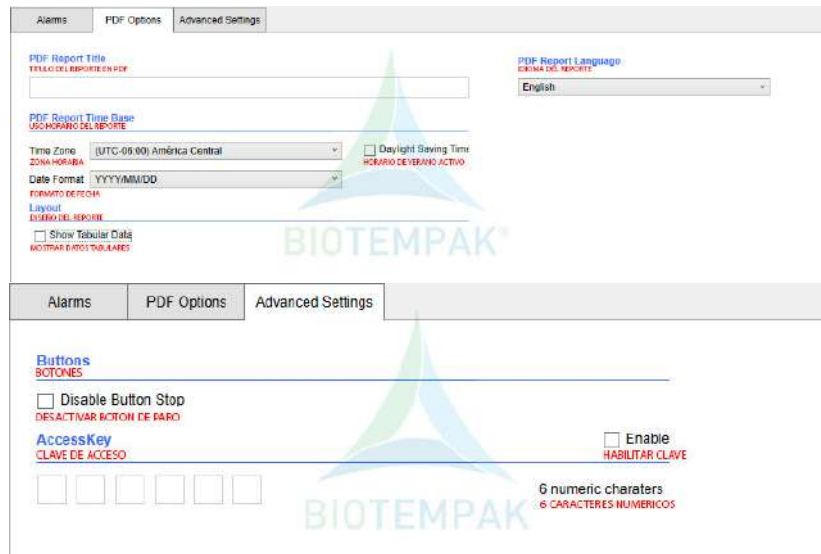 Alarms PDF Options Advanced Settings
PDF Report Title
TITULO DEL REPORTE EN PDF
PDF Report Language
IDIOMA DEL REPORTE
English
PDF Report Time Base
USO HORARIO DEL REPORTE
Time Zone (UTC-06:00) América Central
ZONA HORARIA
Daylight Saving Time
HORARIO DE VERANO ACTIVO
Date Format YYYY/MM/DD
FORMATO DE FECHA
Layout
DISEÑO DEL REPORTE
Show Tabular Data
MOSTRAR DATOS TABULARES
BIOTEMPAK®
Alarms PDF Options Advanced Settings
Buttons
BOTONES
Disable Button Stop
DESACTIVAR BOTON DE PARO
AccessKey
CLAVE DE ACCESO
Enable
HABILITAR CLAVE
6 numeric charaters
6 CARACTERES NUMERICOS
BIOTEMPAK